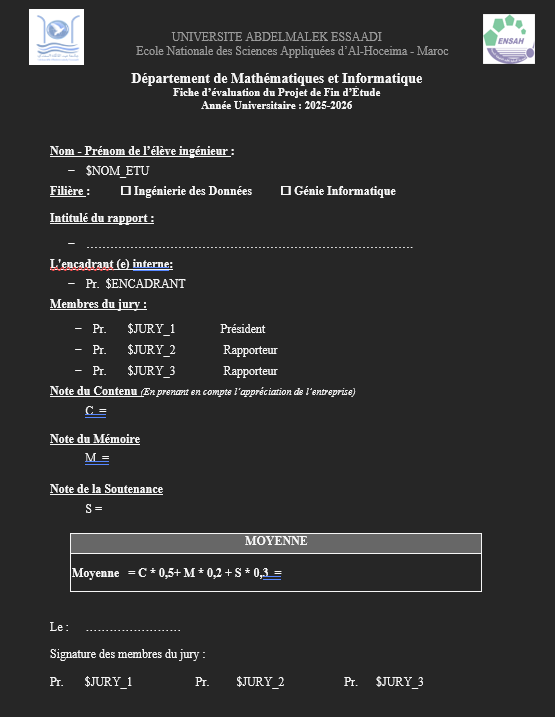 UNIVERSITE ABDELMALEK ESSAADI
Ecole Nationale des Sciences Appliquées d’Al-Hoceima - Maroc
ENSAH
Département de Mathématiques et Informatique
Fiche d’évaluation du Projet de Fin d’Étude
Année Universitaire : 2025-2026
Nom - Prénom de l’élève ingénieur :
– $NOM_ETU
Filière : ☐ Ingénierie des Données ☐ Génie Informatique
Intitulé du rapport :
– ……………………………………………………………………….
L'encadrant (e) interne:
– Pr. $ENCADRANT
Membres du jury :
– Pr. $JURY_1 Président
– Pr. $JURY_2 Rapporteur
– Pr. $JURY_3 Rapporteur
Note du Contenu (En prenant en compte l’appréciation de l’entreprise)
C =
Note du Mémoire
M =
Note de la Soutenance
S =
MOYENNE
Moyenne = C * 0,5+ M * 0,2 + S * 0,3 =
Le : ……………………
Signature des membres du jury :
Pr. $JURY_1 Pr. $JURY_2 Pr. $JURY_3